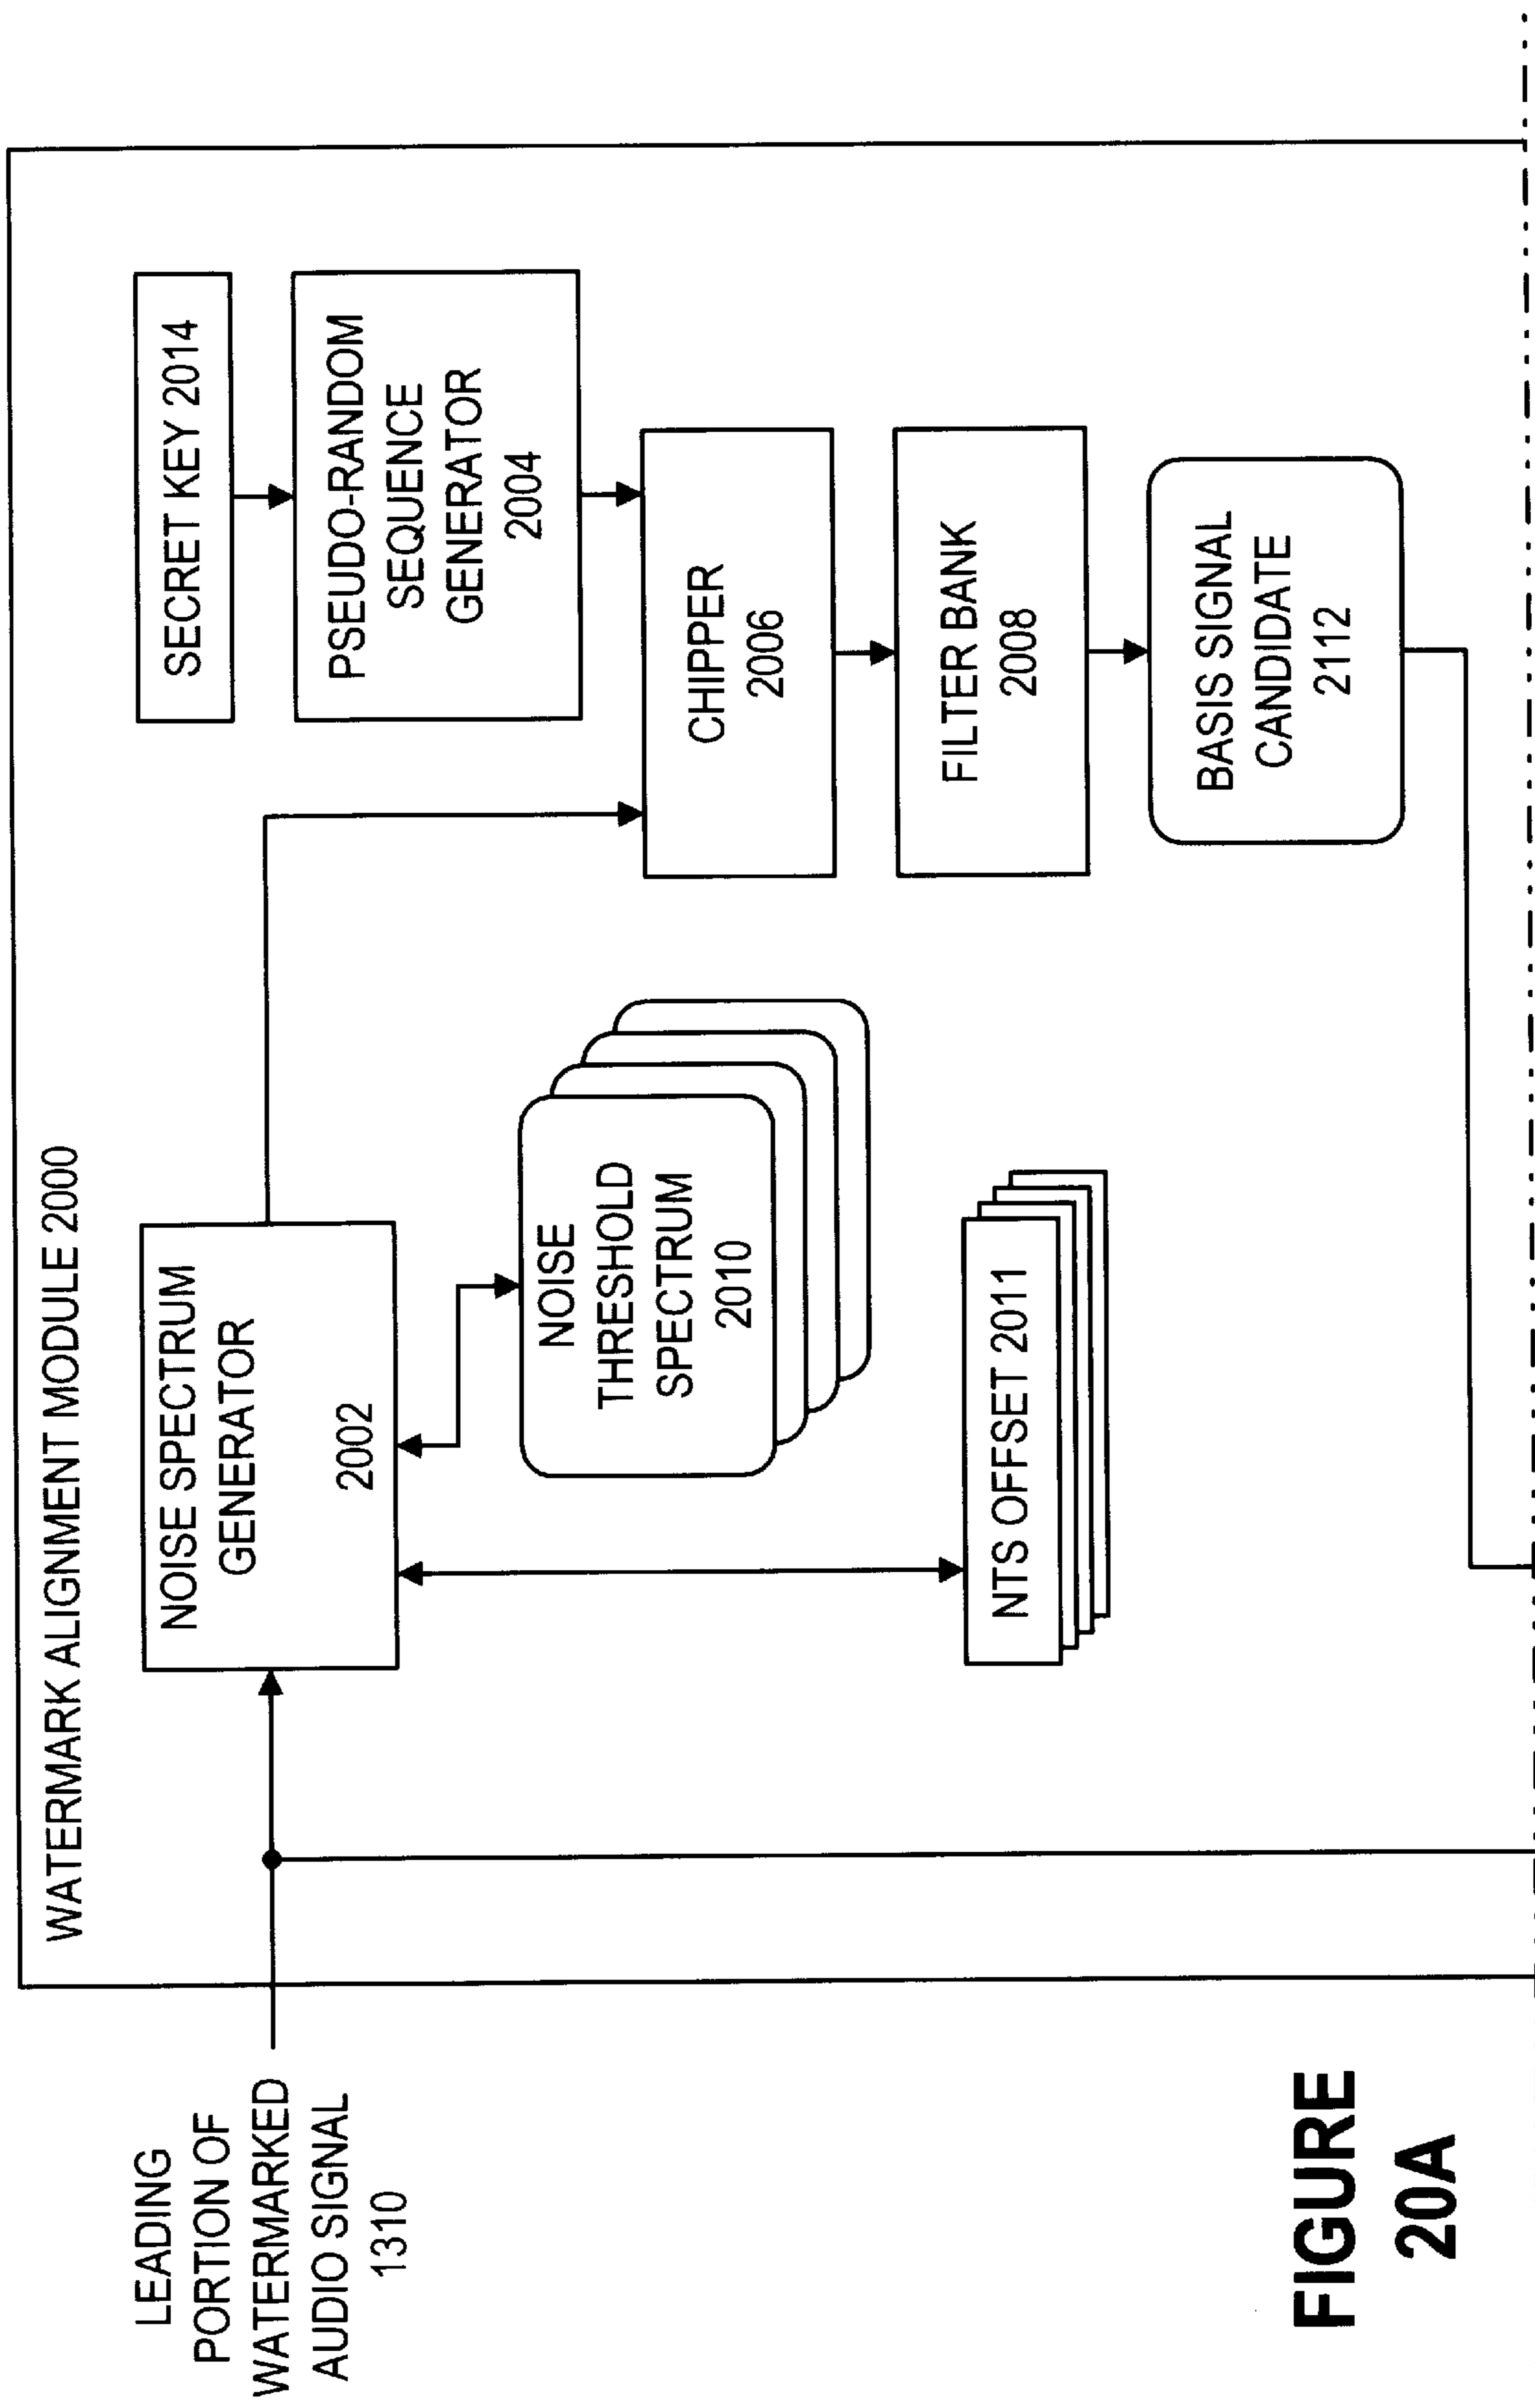 WATERMARK ALIGNMENT MODULE 2000
LEADING
PORTION OF
WATERMARKED
AUDIO SIGNAL
1310
NOISE SPECTRUM
GENERATOR
2002
NOISE
THRESHOLD
SPECTRUM
2010
NTS OFFSET 2011
SECRET KEY 2014
PSEUDO-RANDOM
SEQUENCE
GENERATOR
2004
CHIPPER
2006
FILTER BANK
2008
BASIS SIGNAL
CANDIDATE
2112
FIGURE
20A